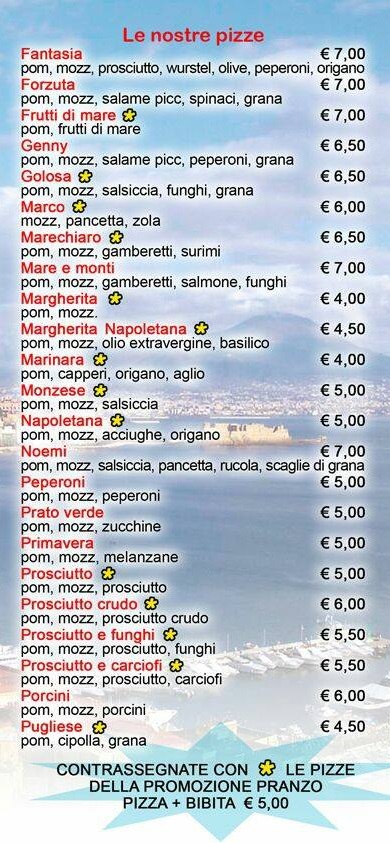 Le nostre pizze
Fantasia € 7,00
pom, mozz, prosciutto, wurstel, olive, peperoni, origano
Forzuta € 7,00
pom, mozz, salame picc, spinaci, grana
Frutti di mare € 7,00
pom, frutti di mare
Genny € 6,50
pom, mozz, salame picc, peperoni, grana
Golosa € 6,50
pom, mozz, salsiccia, funghi, grana
Marco € 6,00
mozz, pancetta, zola
Marechiaro € 6,50
pom, mozz, gamberetti, surimi
Mare e monti € 7,00
pom, mozz, gamberetti, salmone, funghi
Margherita € 4,00
pom, mozz.
Margherita Napoletana € 4,50
pom, mozz, olio extravergine, basilico
Marinara € 4,00
pom, capperi, origano, aglio
Monzese € 5,00
pom, mozz, salsiccia
Napoletana € 5,00
pom, mozz, acciughe, origano
Noemi € 7,00
pom, mozz, salsiccia, pancetta, rucola, scaglie di grana
Peperoni € 5,00
pom, mozz, peperoni
Prato verde € 5,00
pom, mozz, zucchine
Primavera € 5,00
pom, mozz, melanzane
Prosciutto € 5,00
pom, mozz, prosciutto
Prosciutto crudo € 6,00
pom, mozz, prosciutto crudo
Prosciutto e funghi € 5,50
pom, mozz, prosciutto, funghi
Prosciutto e carciofi € 5,50
pom, mozz, prosciutto, carciofi
Porcini € 6,00
pom, mozz, porcini
Pugliese € 4,50
pom, cipolla, grana
CONTRASSEGNATE CON LE PIZZE
DELLA PROMOZIONE PRANZO
PIZZA + BIBITA € 5,00